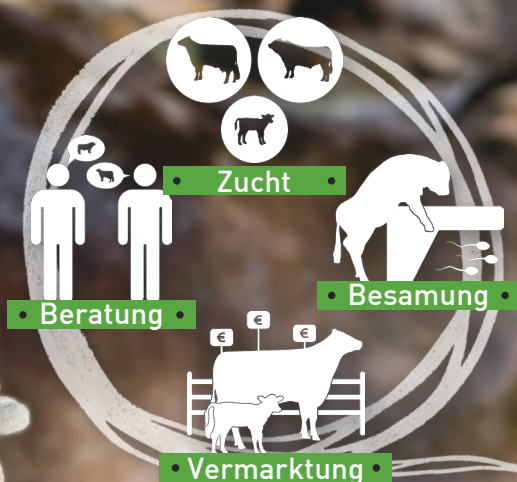 Zucht
Beratung
Besamung
€ € €
Vermarktung